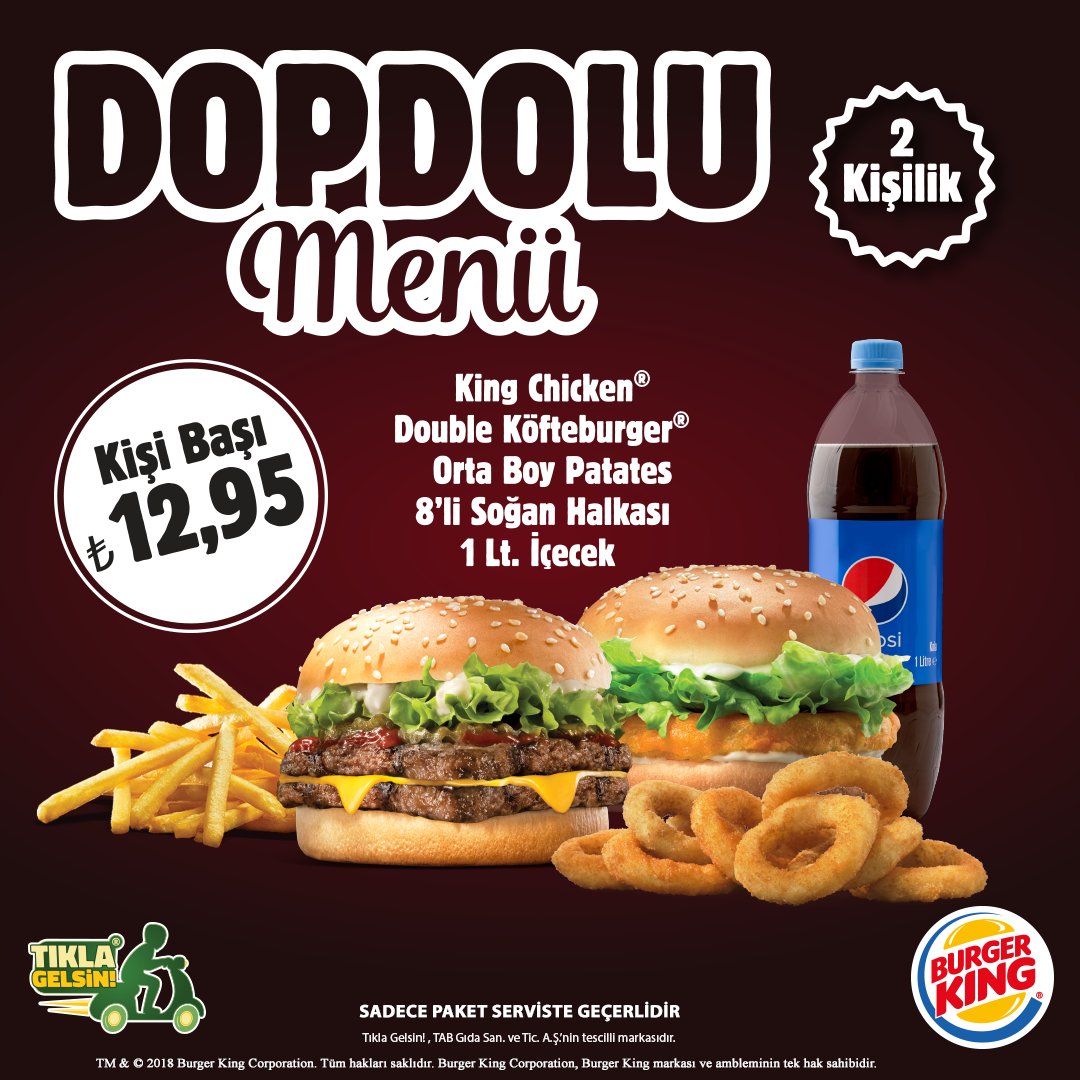 DOPDOLU
Menü
2
Kişilik
Kişi Başı
₺12,95
King Chicken®
Double Köfteburger®
Orta Boy Patates
8'li Soğan Halkası
1 Lt. İçecek
1 Litre e
TIKLA®
GELSİN!
BURGER
KING®
SADECE PAKET SERVİSTE GEÇERLİDİR
Tıkla Gelsin! , TAB Gıda San. ve Tic. A.Ş.'nin tescilli markasıdır.
TM & © 2018 Burger King Corporation. Tüm hakları saklıdır. Burger King Corporation, Burger King markası ve ambleminin tek hak sahibidir.